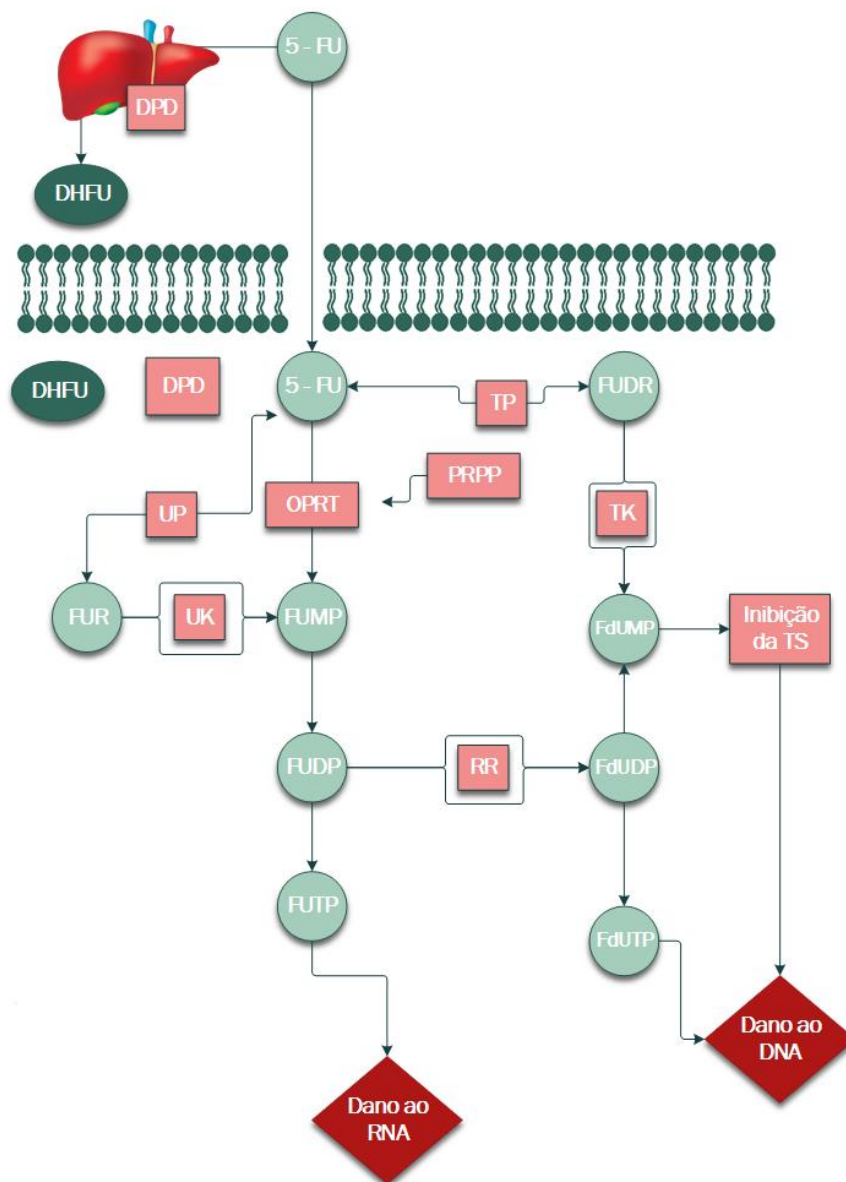 5 - FU
DPD
DHFU
DHFU
DPD
5 - FU
TP
FUDR
PRPP
UP
OPRT
TK
FUR
UK
FUMP
FdUMP
Inibição
da TS
FUDP
RR
FdUDP
FUTP
FdUTP
Dano ao
DNA
Dano ao
RNA